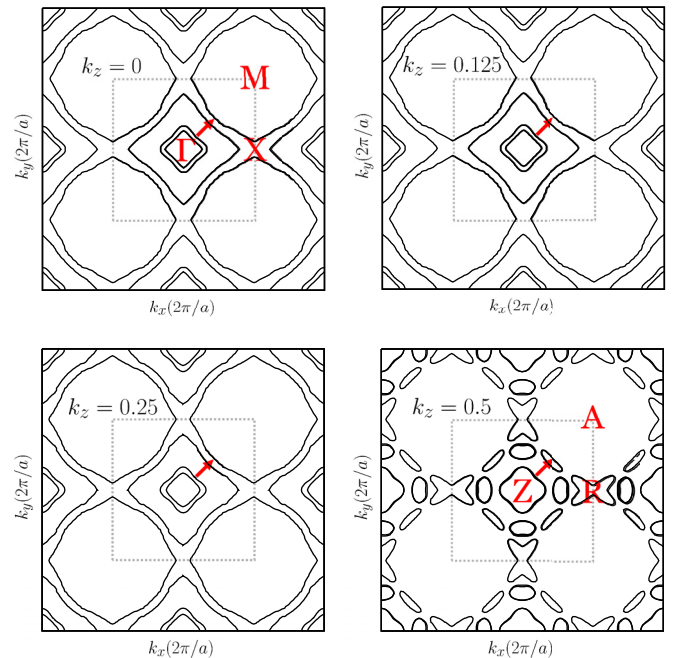 k_z = 0
M
Γ
X
k_y(2π/a)
k_x(2π/a)
k_z = 0.125
k_y(2π/a)
k_x(2π/a)
k_z = 0.25
k_y(2π/a)
k_x(2π/a)
k_z = 0.5
A
Z
R
k_y(2π/a)
k_x(2π/a)